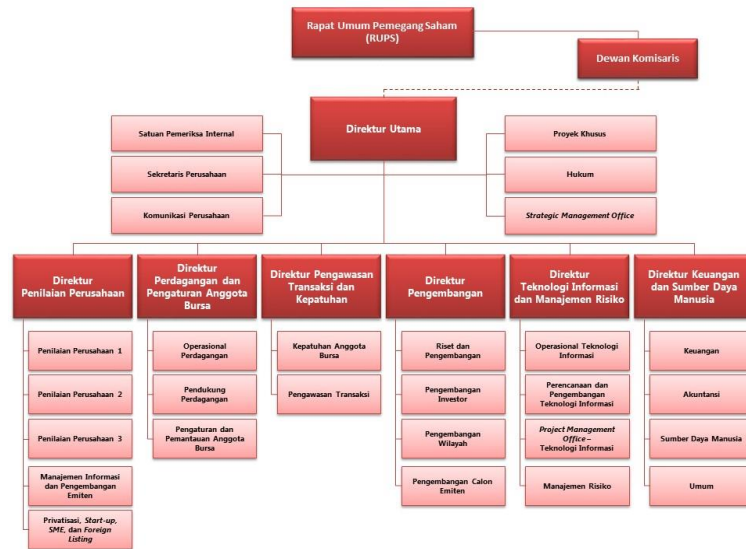 Rapat Umum Pemegang Saham
(RUPS)
Dewan Komisaris
Direktur Utama
Satuan Pemeriksa Internal
Sekretaris Perusahaan
Komunikasi Perusahaan
Proyek Khusus
Hukum
Strategic Management Office
Direktur
Penilaian Perusahaan
Direktur
Perdagangan dan
Pengaturan Anggota
Bursa
Direktur Pengawasan
Transaksi dan
Kepatuhan
Direktur
Pengembangan
Direktur
Teknologi Informasi
dan Manajemen Risiko
Direktur Keuangan
dan Sumber Daya
Manusia
Penilaian Perusahaan 1
Penilaian Perusahaan 2
Penilaian Perusahaan 3
Manajemen Informasi
dan Pengembangan
Emiten
Privatisasi, Start-up,
SME, dan Foreign
Listing
Operasional
Perdagangan
Pendukung
Perdagangan
Pengaturan dan
Pemantauan Anggota
Bursa
Kepatuhan Anggota
Bursa
Pengawasan Transaksi
Riset dan
Pengembangan
Pengembangan
Investor
Pengembangan
Wilayah
Pengembangan Calon
Emiten
Operasional Teknologi
Informasi
Perencanaan dan
Pengembangan
Teknologi Informasi
Project Management
Office –
Teknologi Informasi
Manajemen Risiko
Keuangan
Akuntansi
Sumber Daya Manusia
Umum